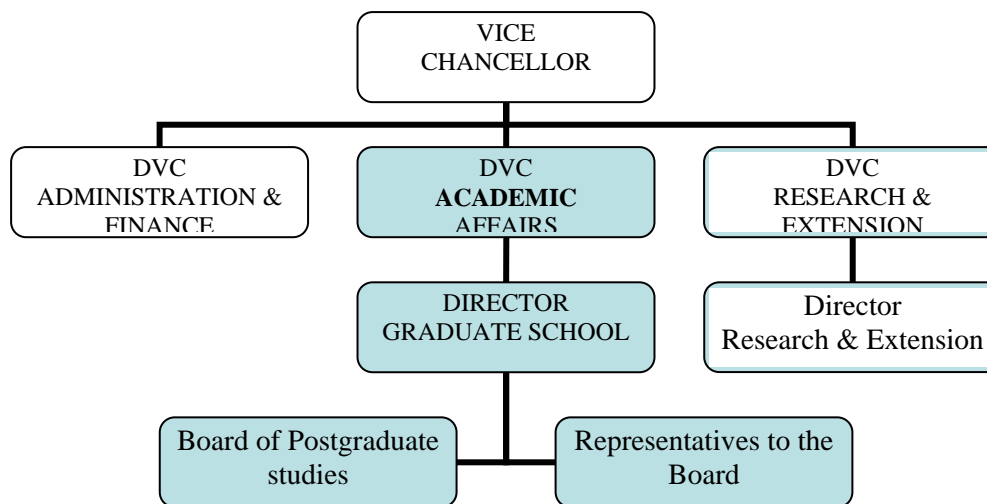 VICE
CHANCELLOR
DVC
ADMINISTRATION &
FINANCE
DVC
ACADEMIC
AFFAIRS
DVC
RESEARCH &
EXTENSION
DIRECTOR
GRADUATE SCHOOL
Director
Research & Extension
Board of Postgraduate
studies
Representatives to the
Board